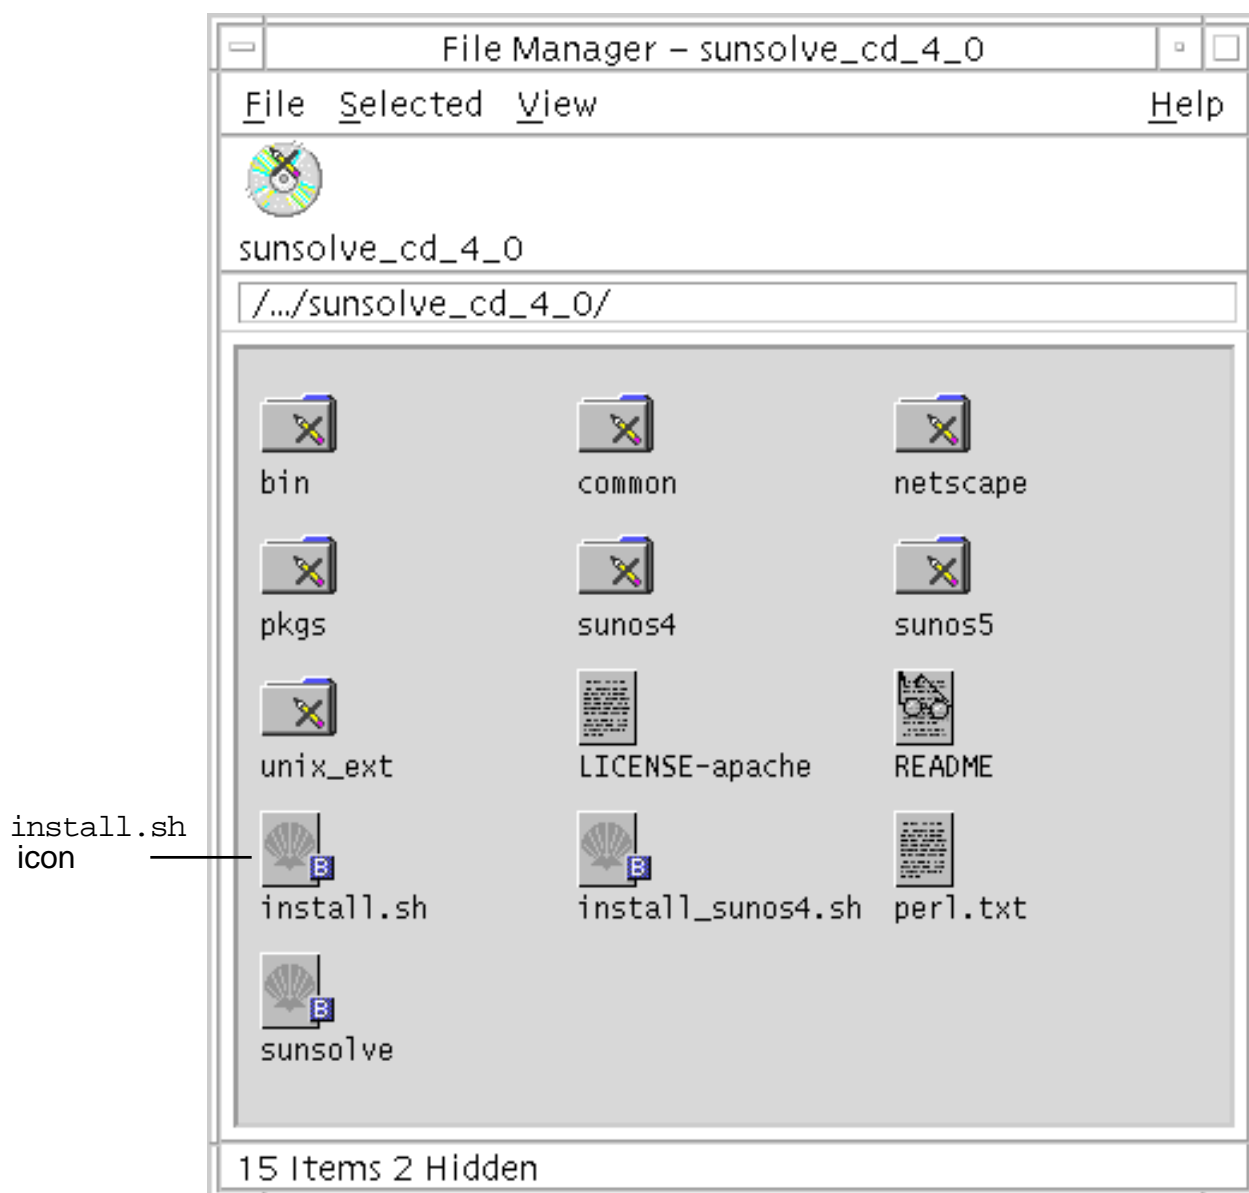 File Manager – sunsolve_cd_4_0
File Selected View Help
sunsolve_cd_4_0
/.../sunsolve_cd_4_0/
bin common netscape
pkgs sunos4 sunos5
unix_ext LICENSE-apache README
install.sh
icon
B B
install.sh install_sunos4.sh perl.txt
B
sunsolve
15 Items 2 Hidden